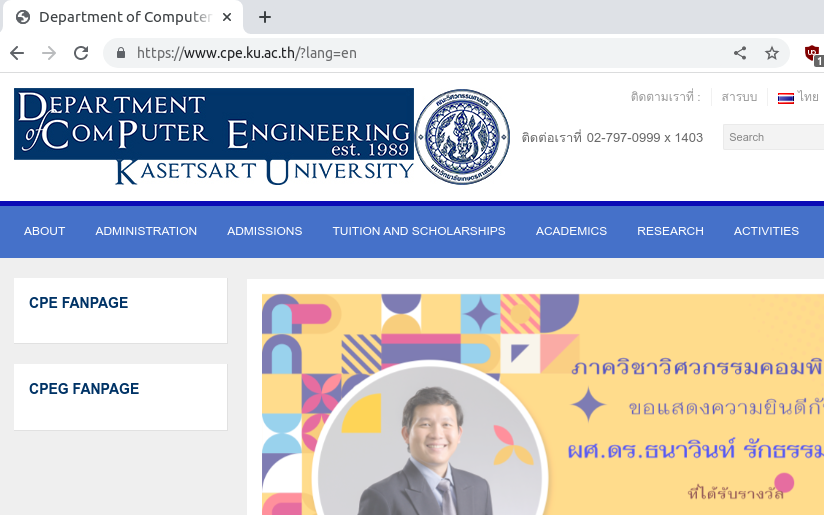 Department of Computer
https://www.cpe.ku.ac.th/?lang=en
1
ติดตามเราที่ :
สารบบ
ไทย
DEPARTMENT
of COMPUTER ENGINEERING
est. 1989
KASETSART UNIVERSITY
ติดต่อเราที่ 02-797-0999 x 1403
Search
ABOUT ADMINISTRATION ADMISSIONS TUITION AND SCHOLARSHIPS ACADEMICS RESEARCH ACTIVITIES
CPE FANPAGE
CPEG FANPAGE
ภาควิชาวิศวกรรมคอมพิ
ขอแสดงความยินดีกั
ผศ.ดร.ธนาวินท์ รักธรรม
ที่ได้รับรางวัล